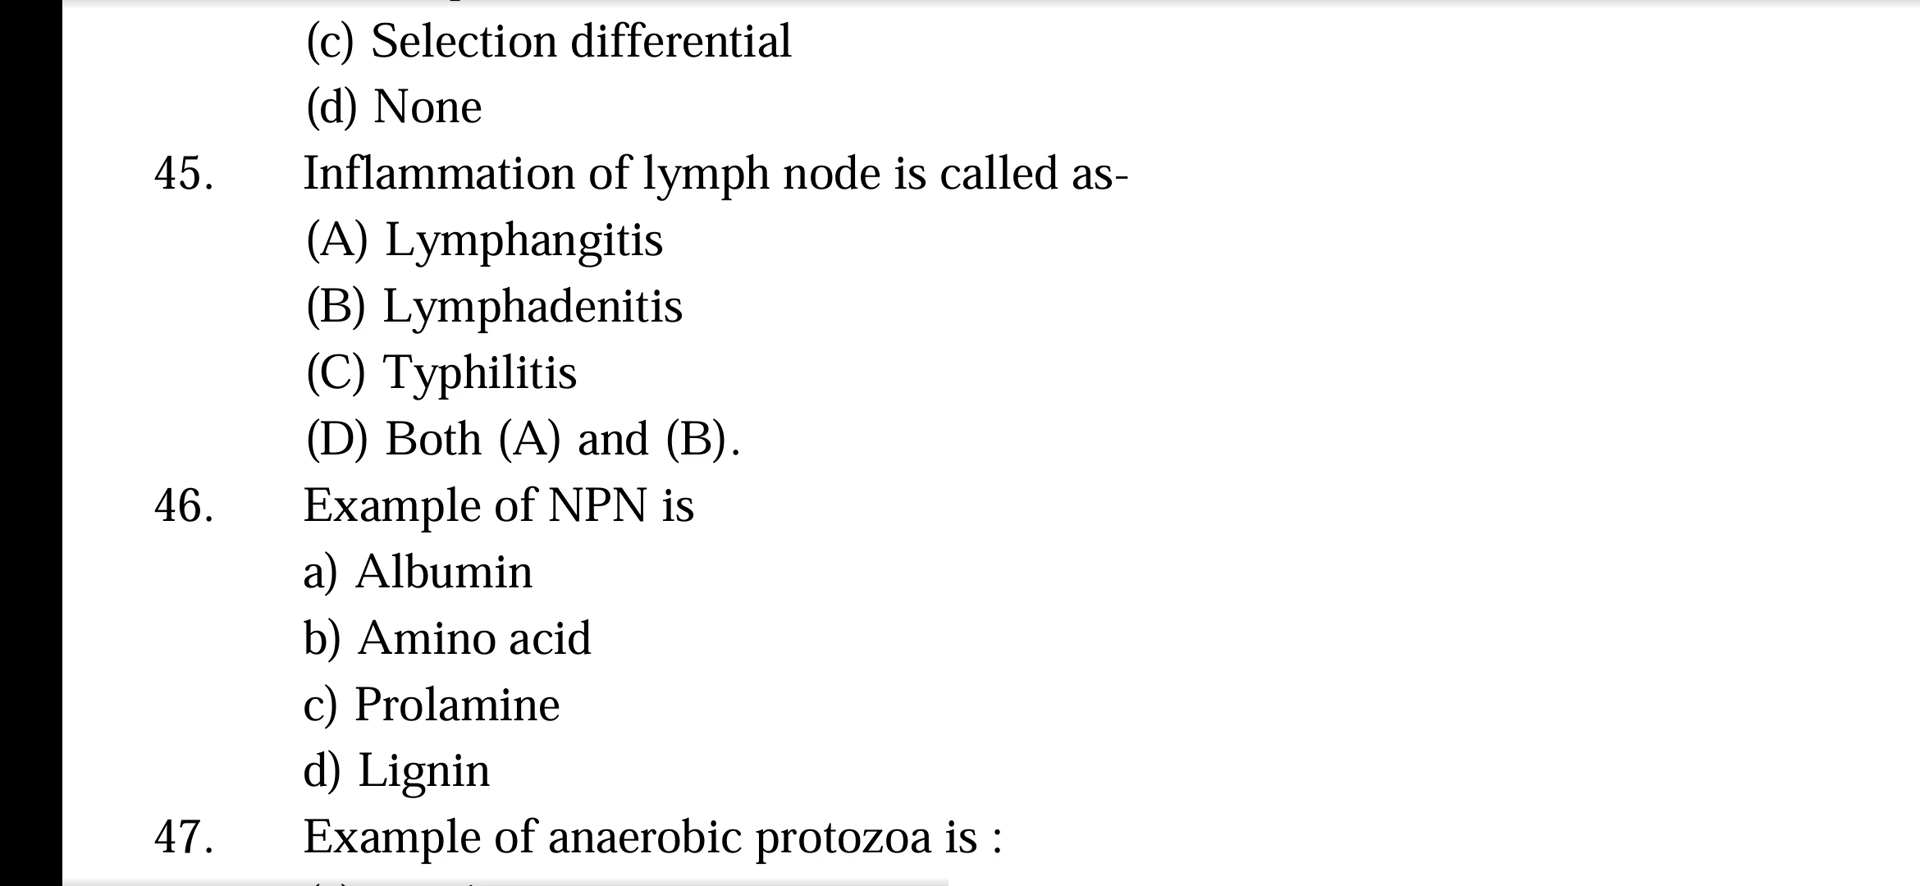 (c) Selection differential
(d) None
45. Inflammation of lymph node is called as-
(A) Lymphangitis
(B) Lymphadenitis
(C) Typhilitis
(D) Both (A) and (B).
46. Example of NPN is
a) Albumin
b) Amino acid
c) Prolamine
d) Lignin
47. Example of anaerobic protozoa is :